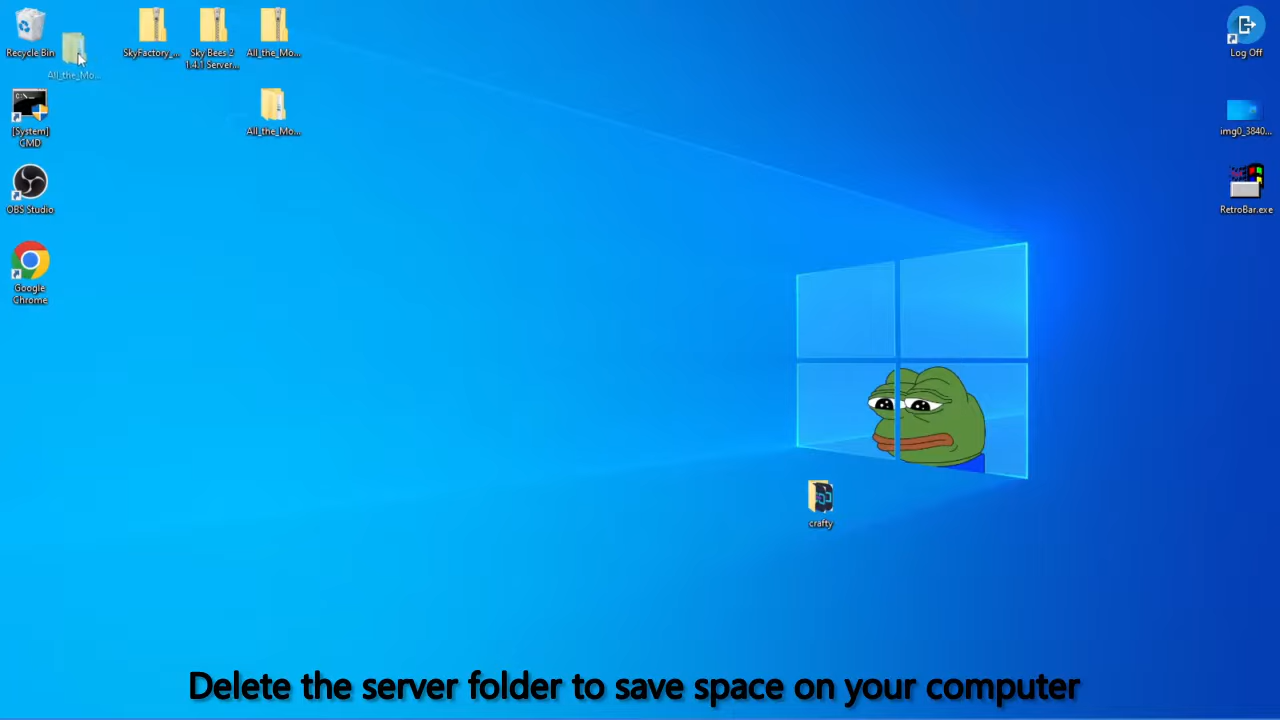 Recycle Bin
All_the_Mo...
SkyFactory_...
Sky Bees 2
1.4.1 Server...
All_the_Mo...
Log Off
[System]
CMD
All_the_Mo...
img0_3840...
OBS Studio
RetroBar.exe
Google
Chrome
crafty
Delete the server folder to save space on your computer